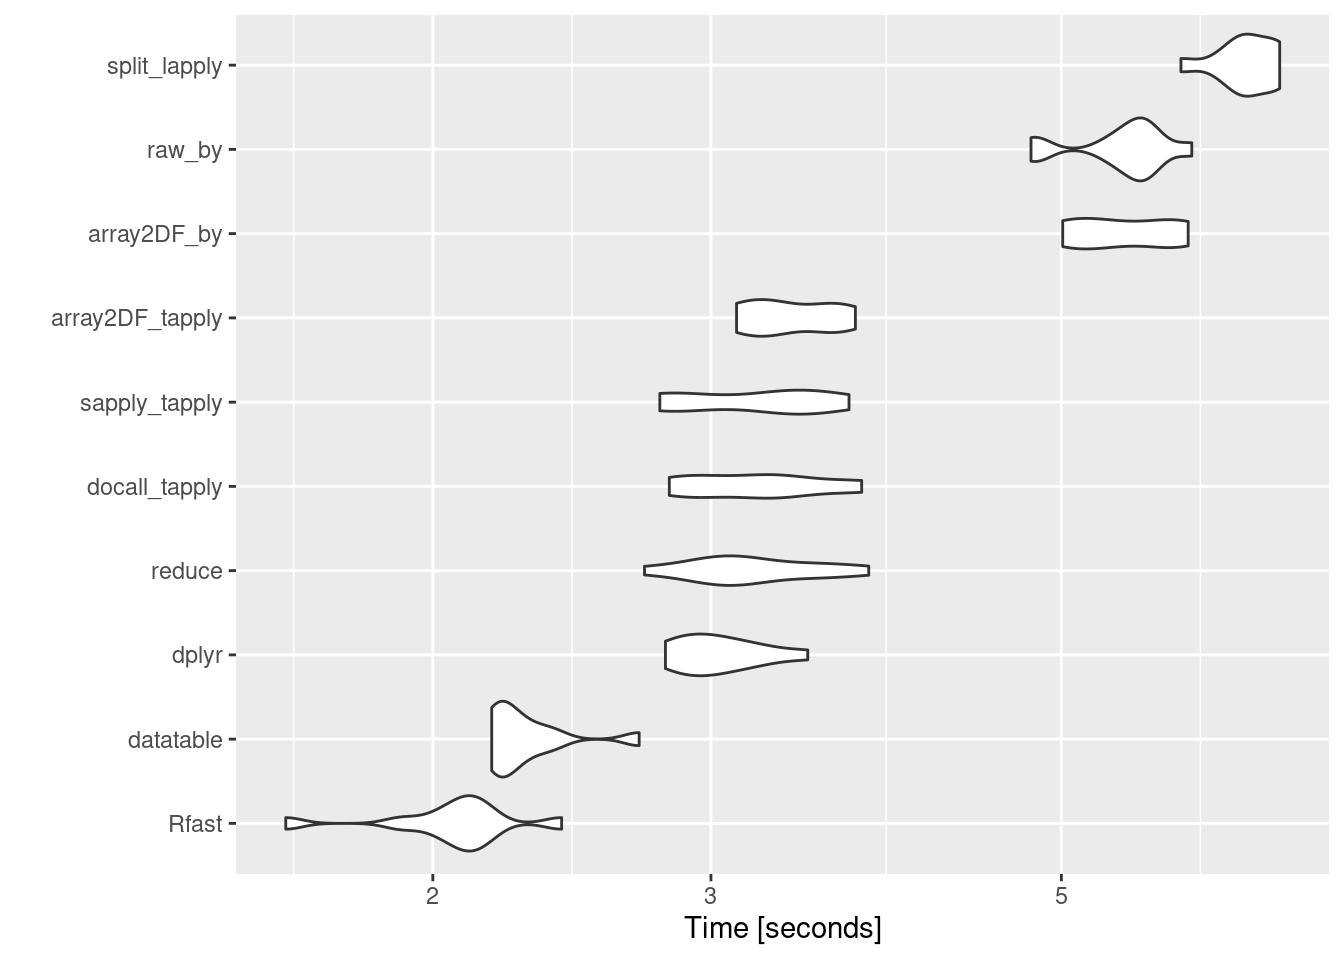 split_lapply
raw_by
array2DF_by
array2DF_tapply
sapply_tapply
docall_tapply
reduce
dplyr
datatable
Rfast
2 3 5
Time [seconds]